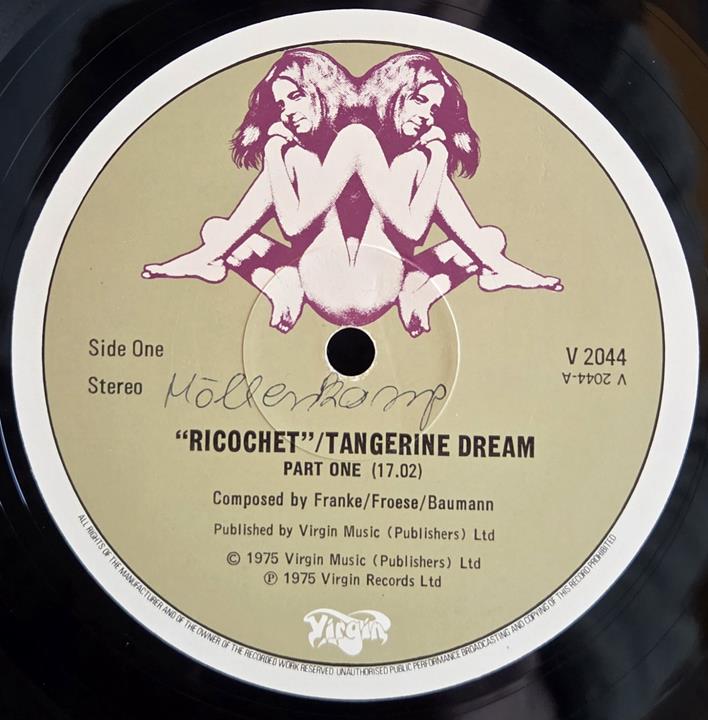 Side One
V 2044
V 2044-A
Stereo
Möllenkamp
“RICOCHET”/TANGERINE DREAM
PART ONE (17.02)
Composed by Franke/Froese/Baumann
Published by Virgin Music (Publishers) Ltd
© 1975 Virgin Music (Publishers) Ltd
℗ 1975 Virgin Records Ltd
Virgin
ALL RIGHTS OF THE MANUFACTURER AND OF THE OWNER OF THE RECORDED WORK RESERVED UNAUTHORISED PUBLIC PERFORMANCE BROADCASTING AND COPYING OF THIS RECORD PROHIBITED